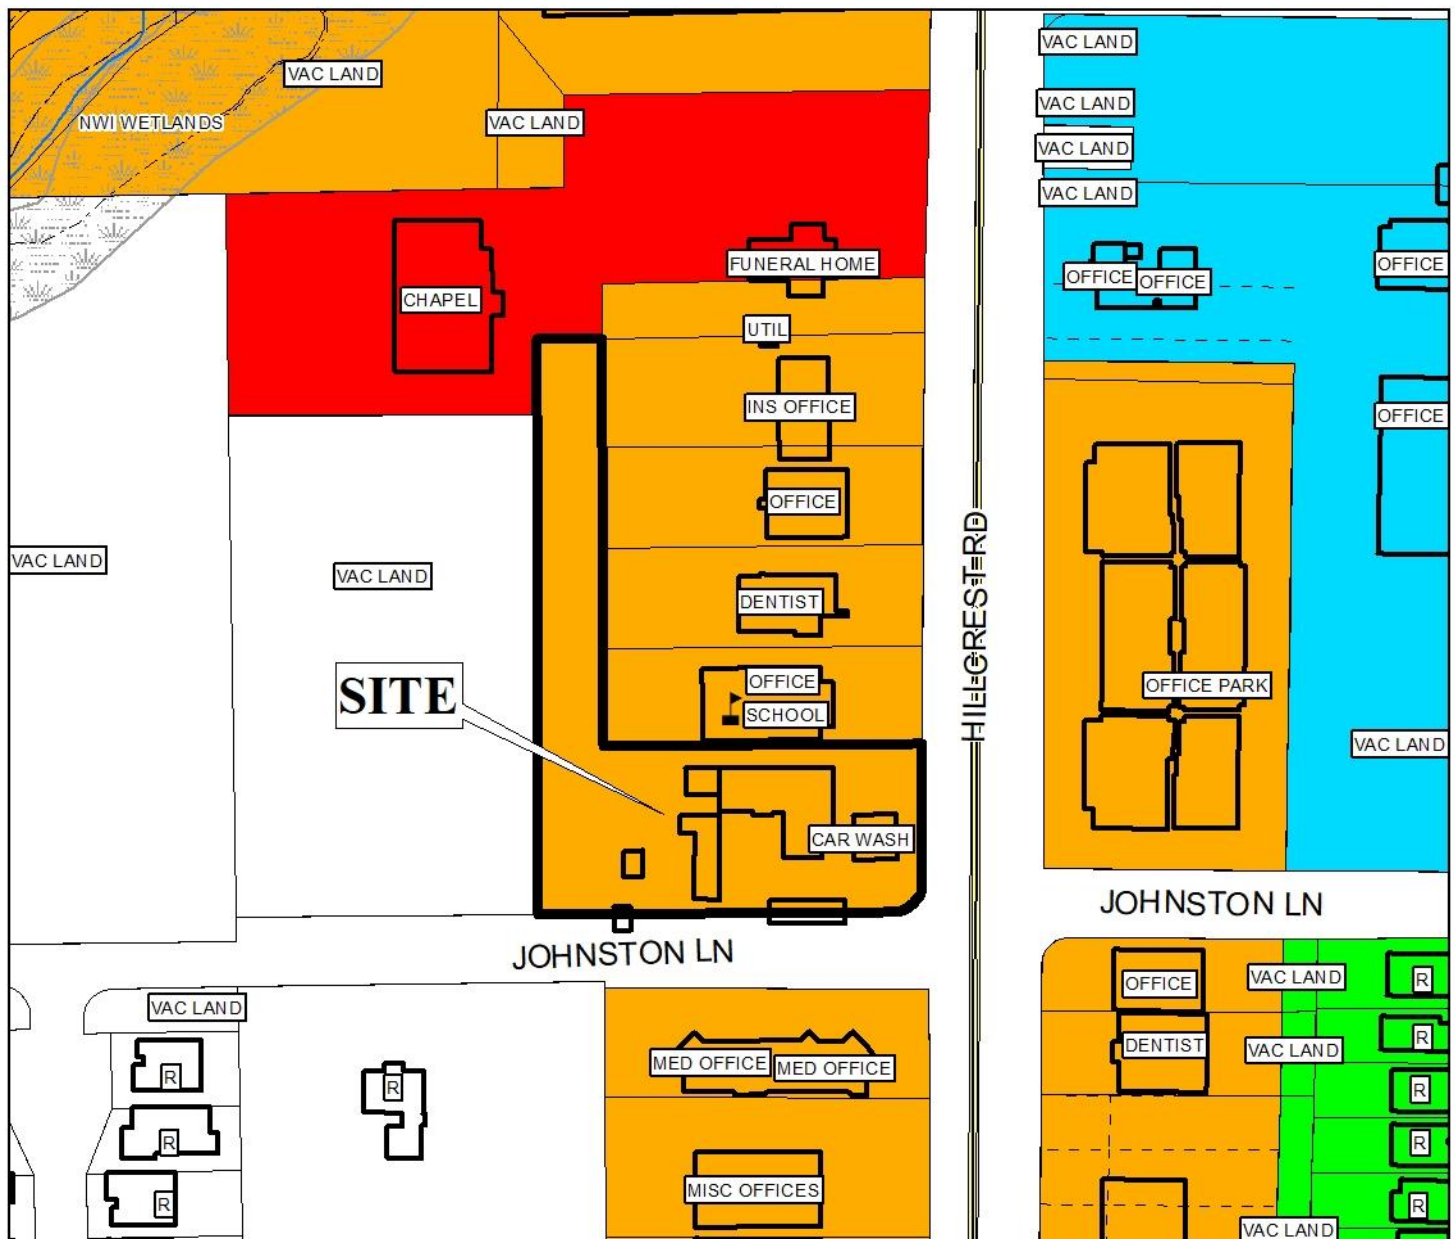 VAC LAND
VAC LAND
NWI WETLANDS
VAC LAND
VAC LAND
VAC LAND
VAC LAND
FUNERAL HOME
CHAPEL
OFFICE
OFFICE
OFFICE
UTIL
INS OFFICE
OFFICE
OFFICE
VAC LAND
VAC LAND
DENTIST
HILLCREST RD
SITE
OFFICE
SCHOOL
OFFICE PARK
VAC LAND
CAR WASH
JOHNSTON LN
JOHNSTON LN
VAC LAND
OFFICE
VAC LAND
R
R
DENTIST
VAC LAND
R
MED OFFICE
MED OFFICE
R
R
R
R
MISC OFFICES
R
R
VAC LAND